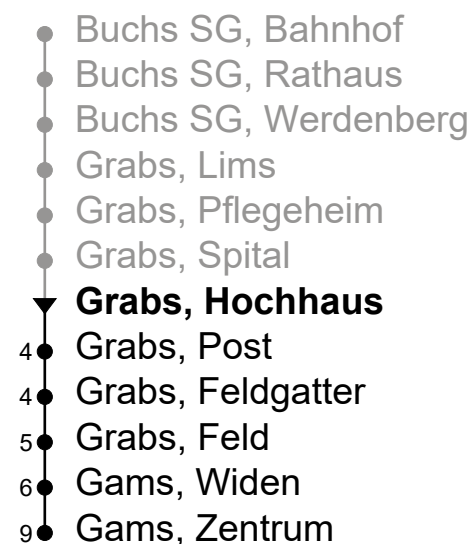 Buchs SG, Bahnhof
Buchs SG, Rathaus
Buchs SG, Werdenberg
Grabs, Lims
Grabs, Pflegeheim
Grabs, Spital
Grabs, Hochhaus
4 Grabs, Post
4 Grabs, Feldgatter
5 Grabs, Feld
6 Gams, Widen
9 Gams, Zentrum